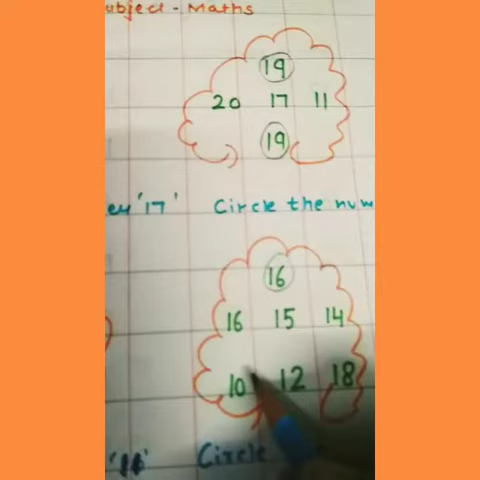 ubject - Maths
19
20 17 11
19
'17' Circle the num
16
16 15 14
10 12 18
'16' Circle